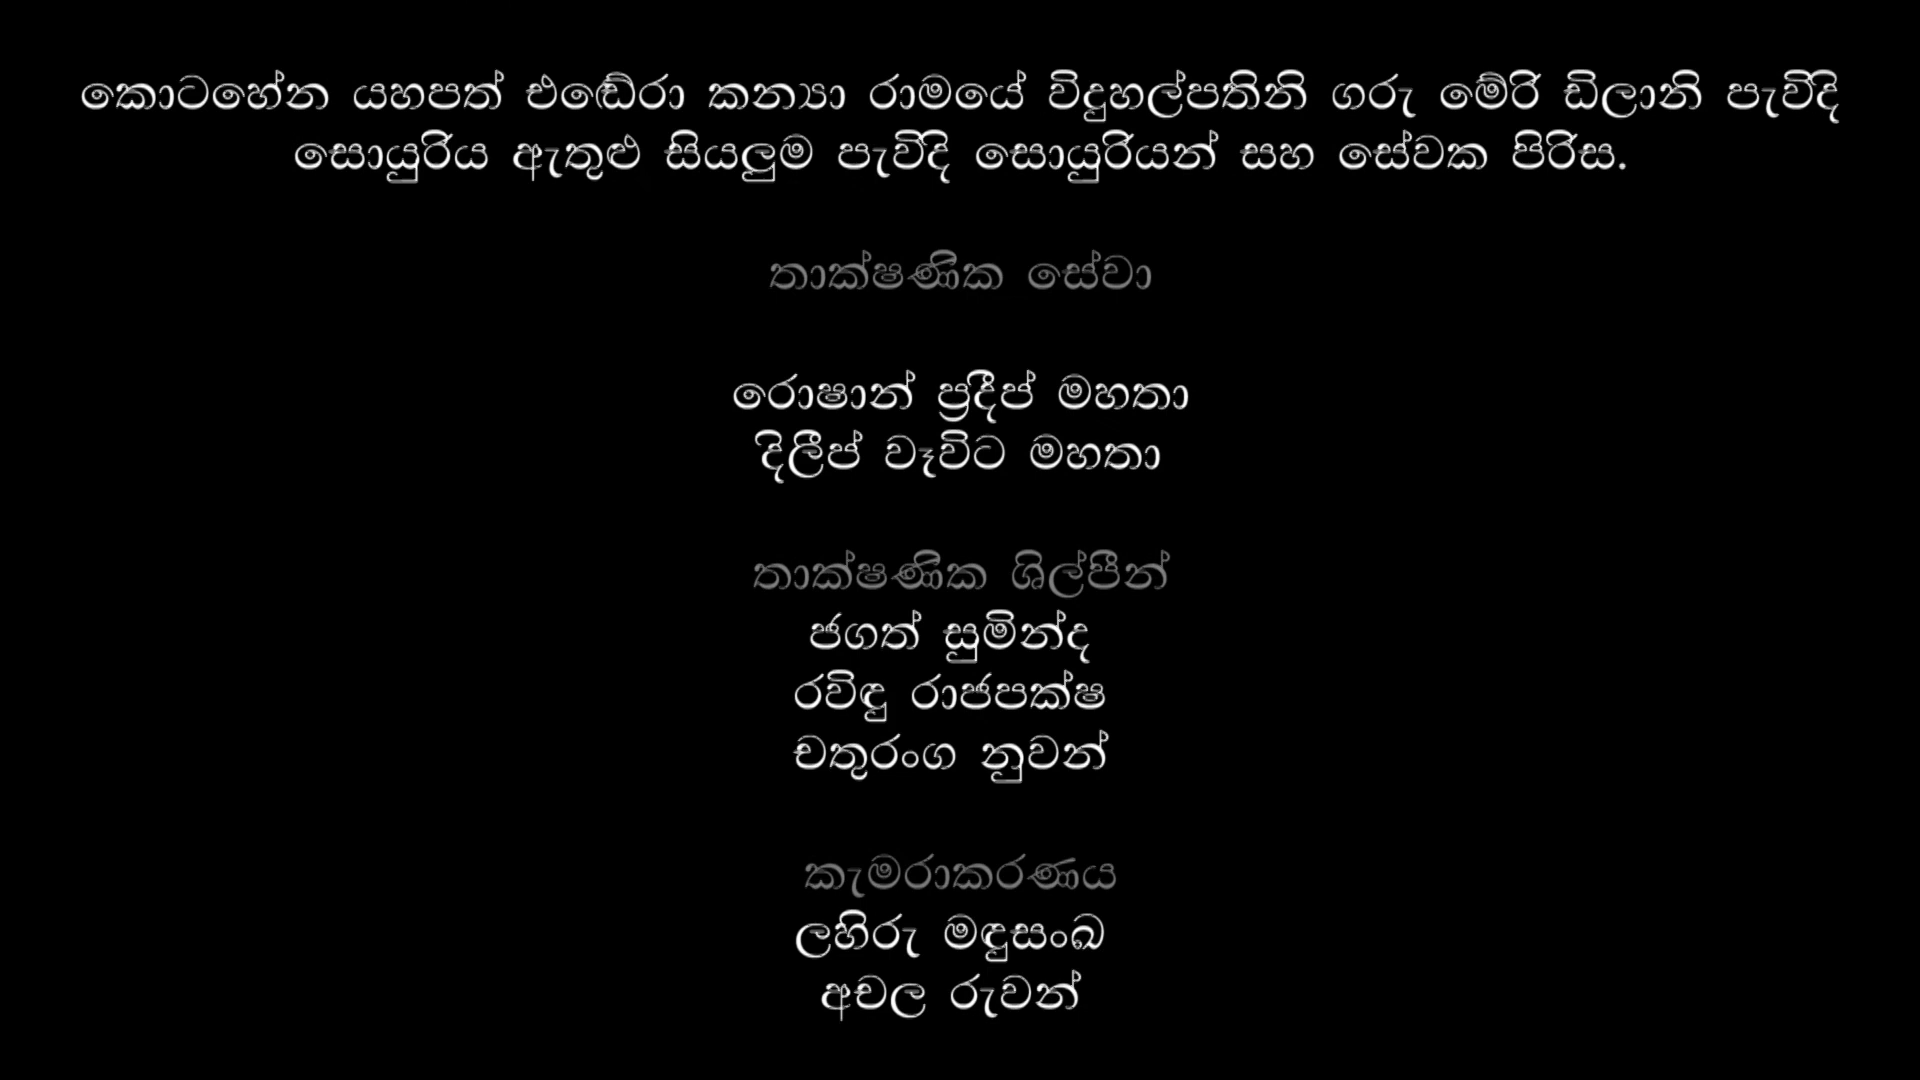 කොටහේන යහපත් එඬේරා කන්‍යා රාමයේ විදුහල්පතිනි ගරු මේරි ඩිලානි පැවිදි
සොයුරිය ඇතුළු සියලුම පැවිදි සොයුරියන් සහ සේවක පිරිස.
තාක්ෂණික සේවා
රොෂාන් ප්‍රදීප් මහතා
දිලීප් වෑවිට මහතා
තාක්ෂණික ශිල්පීන්
ජගත් සුමින්ද
රවිඳු රාජපක්ෂ
චතුරංග නුවන්
කැමරාකරණය
ලහිරු මඳුසංඛ
අචල රුවන්